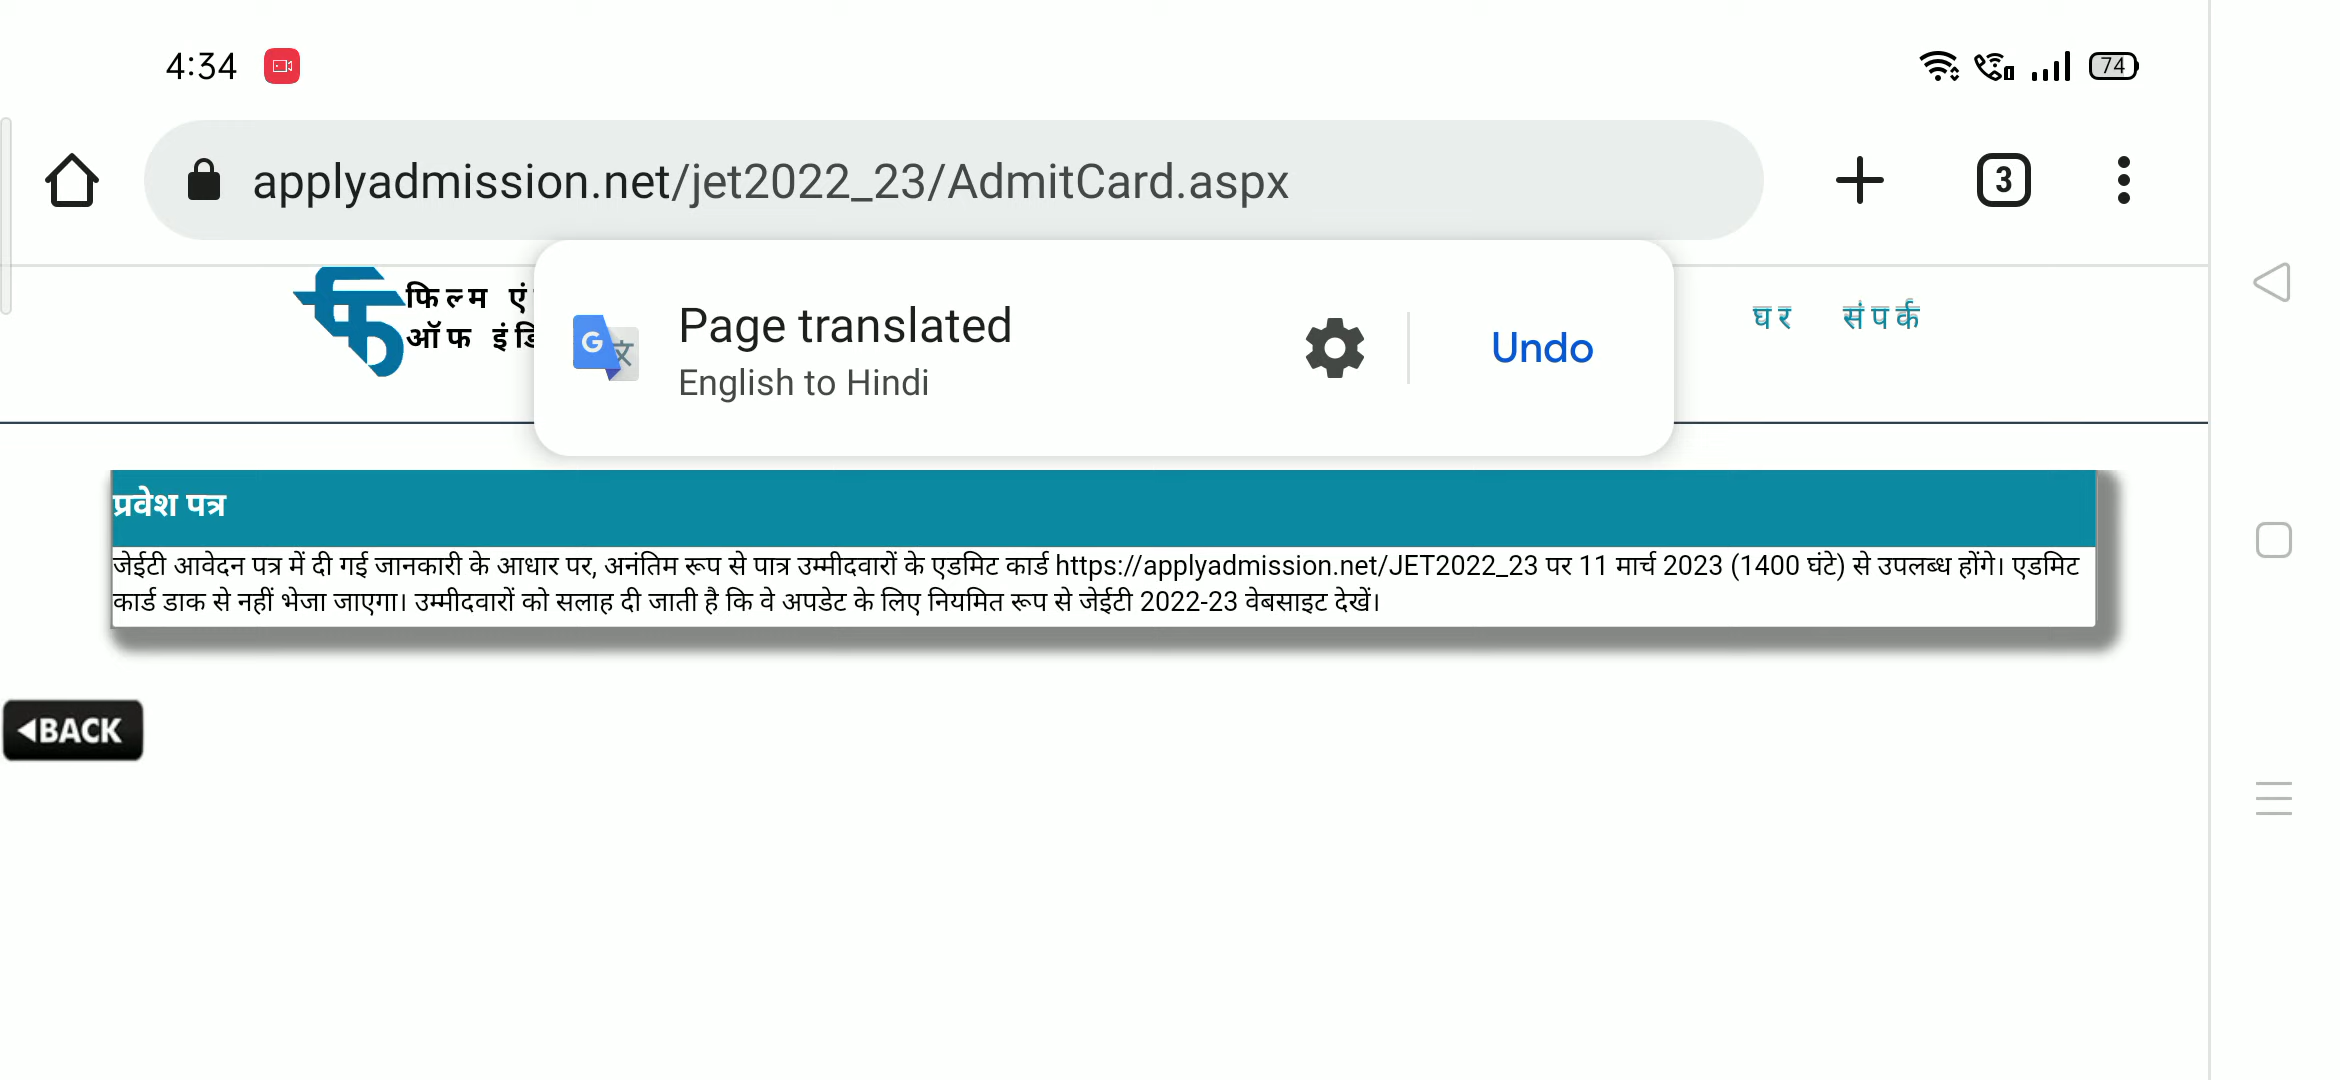 4:34
74
applyadmission.net/jet2022_23/AdmitCard.aspx
3
फिल्म
ऑफ
Page translated
English to Hindi
Undo
घर संपर्क
प्रवेश पत्र
जेईटी आवेदन पत्र में दी गई जानकारी के आधार पर, अनंतिम रूप से पात्र उम्मीदवारों के एडमिट कार्ड https://applyadmission.net/JET2022_23 पर 11 मार्च 2023 (1400 घंटे) से उपलब्ध होंगे। एडमिट
कार्ड डाक से नहीं भेजा जाएगा। उम्मीदवारों को सलाह दी जाती है कि वे अपडेट के लिए नियमित रूप से जेईटी 2022-23 वेबसाइट देखें।
BACK